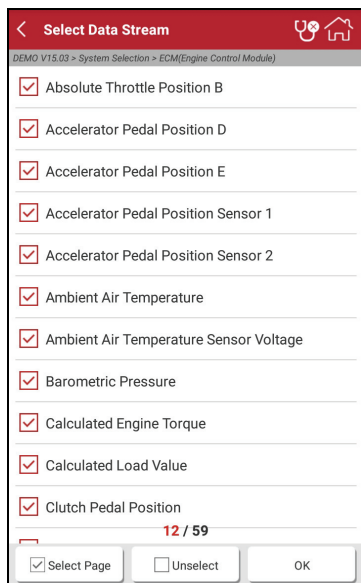 Select Data Stream
DEMO V15.03 > System Selection > ECM(Engine Control Module)
Absolute Throttle Position B
Accelerator Pedal Position D
Accelerator Pedal Position E
Accelerator Pedal Position Sensor 1
Accelerator Pedal Position Sensor 2
Ambient Air Temperature
Ambient Air Temperature Sensor Voltage
Barometric Pressure
Calculated Engine Torque
Calculated Load Value
Clutch Pedal Position
12 / 59
Select Page Unselect OK